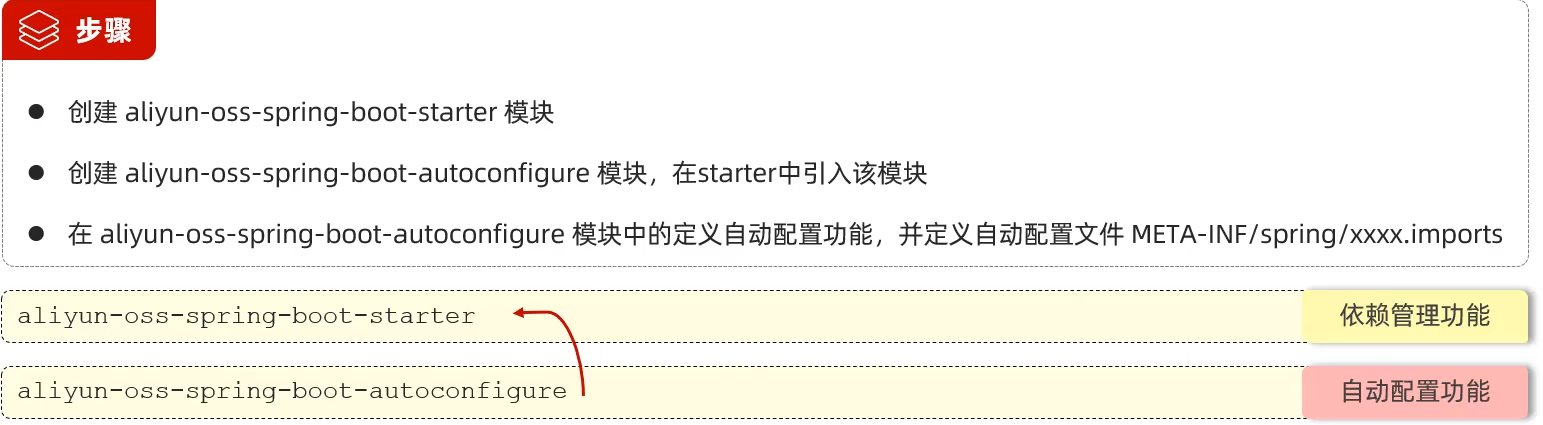 步骤
创建 aliyun-oss-spring-boot-starter 模块
创建 aliyun-oss-spring-boot-autoconfigure 模块，在starter中引入该模块
在 aliyun-oss-spring-boot-autoconfigure 模块中的定义自动配置功能，并定义自动配置文件 META-INF/spring/xxxx.imports
aliyun-oss-spring-boot-starter 依赖管理功能
aliyun-oss-spring-boot-autoconfigure 自动配置功能